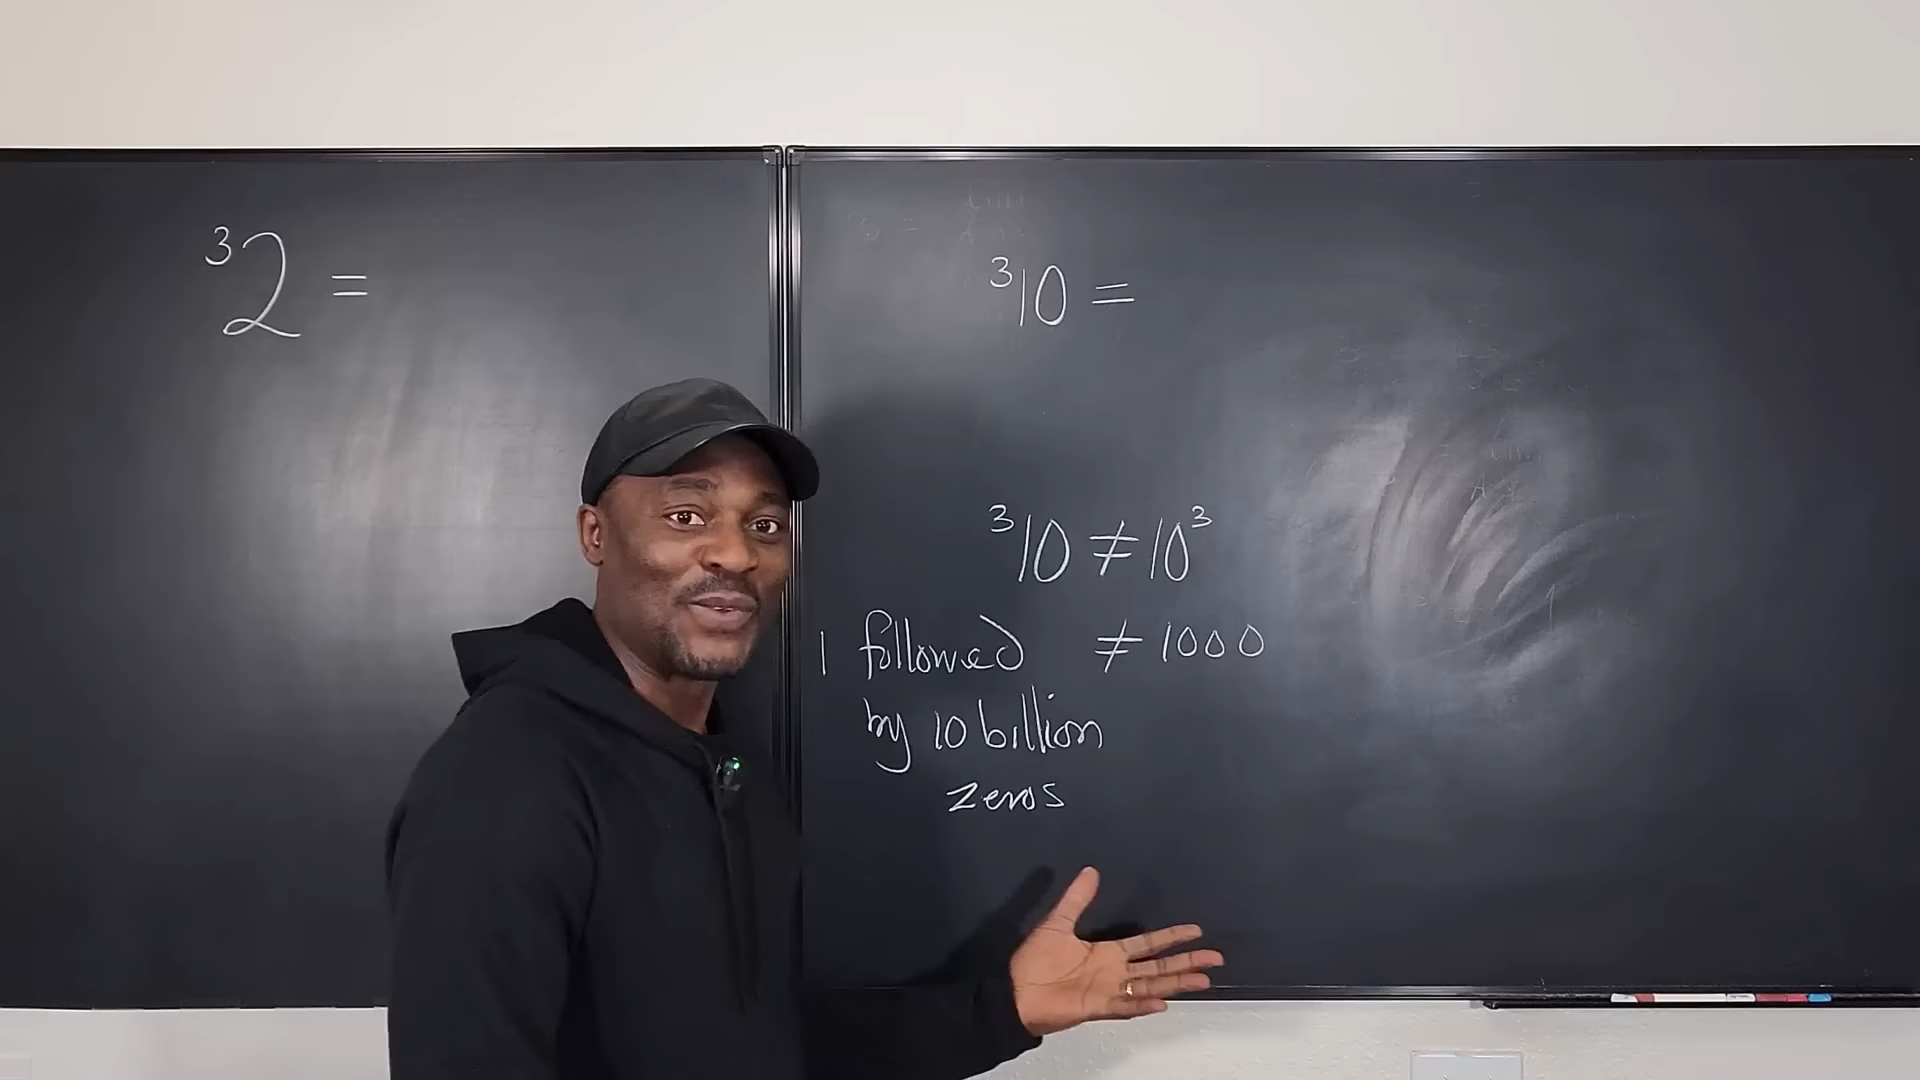 ³2 =
³10 =
³10 ≠ 10³
1 followed ≠ 1000
by 10 billion
zeros